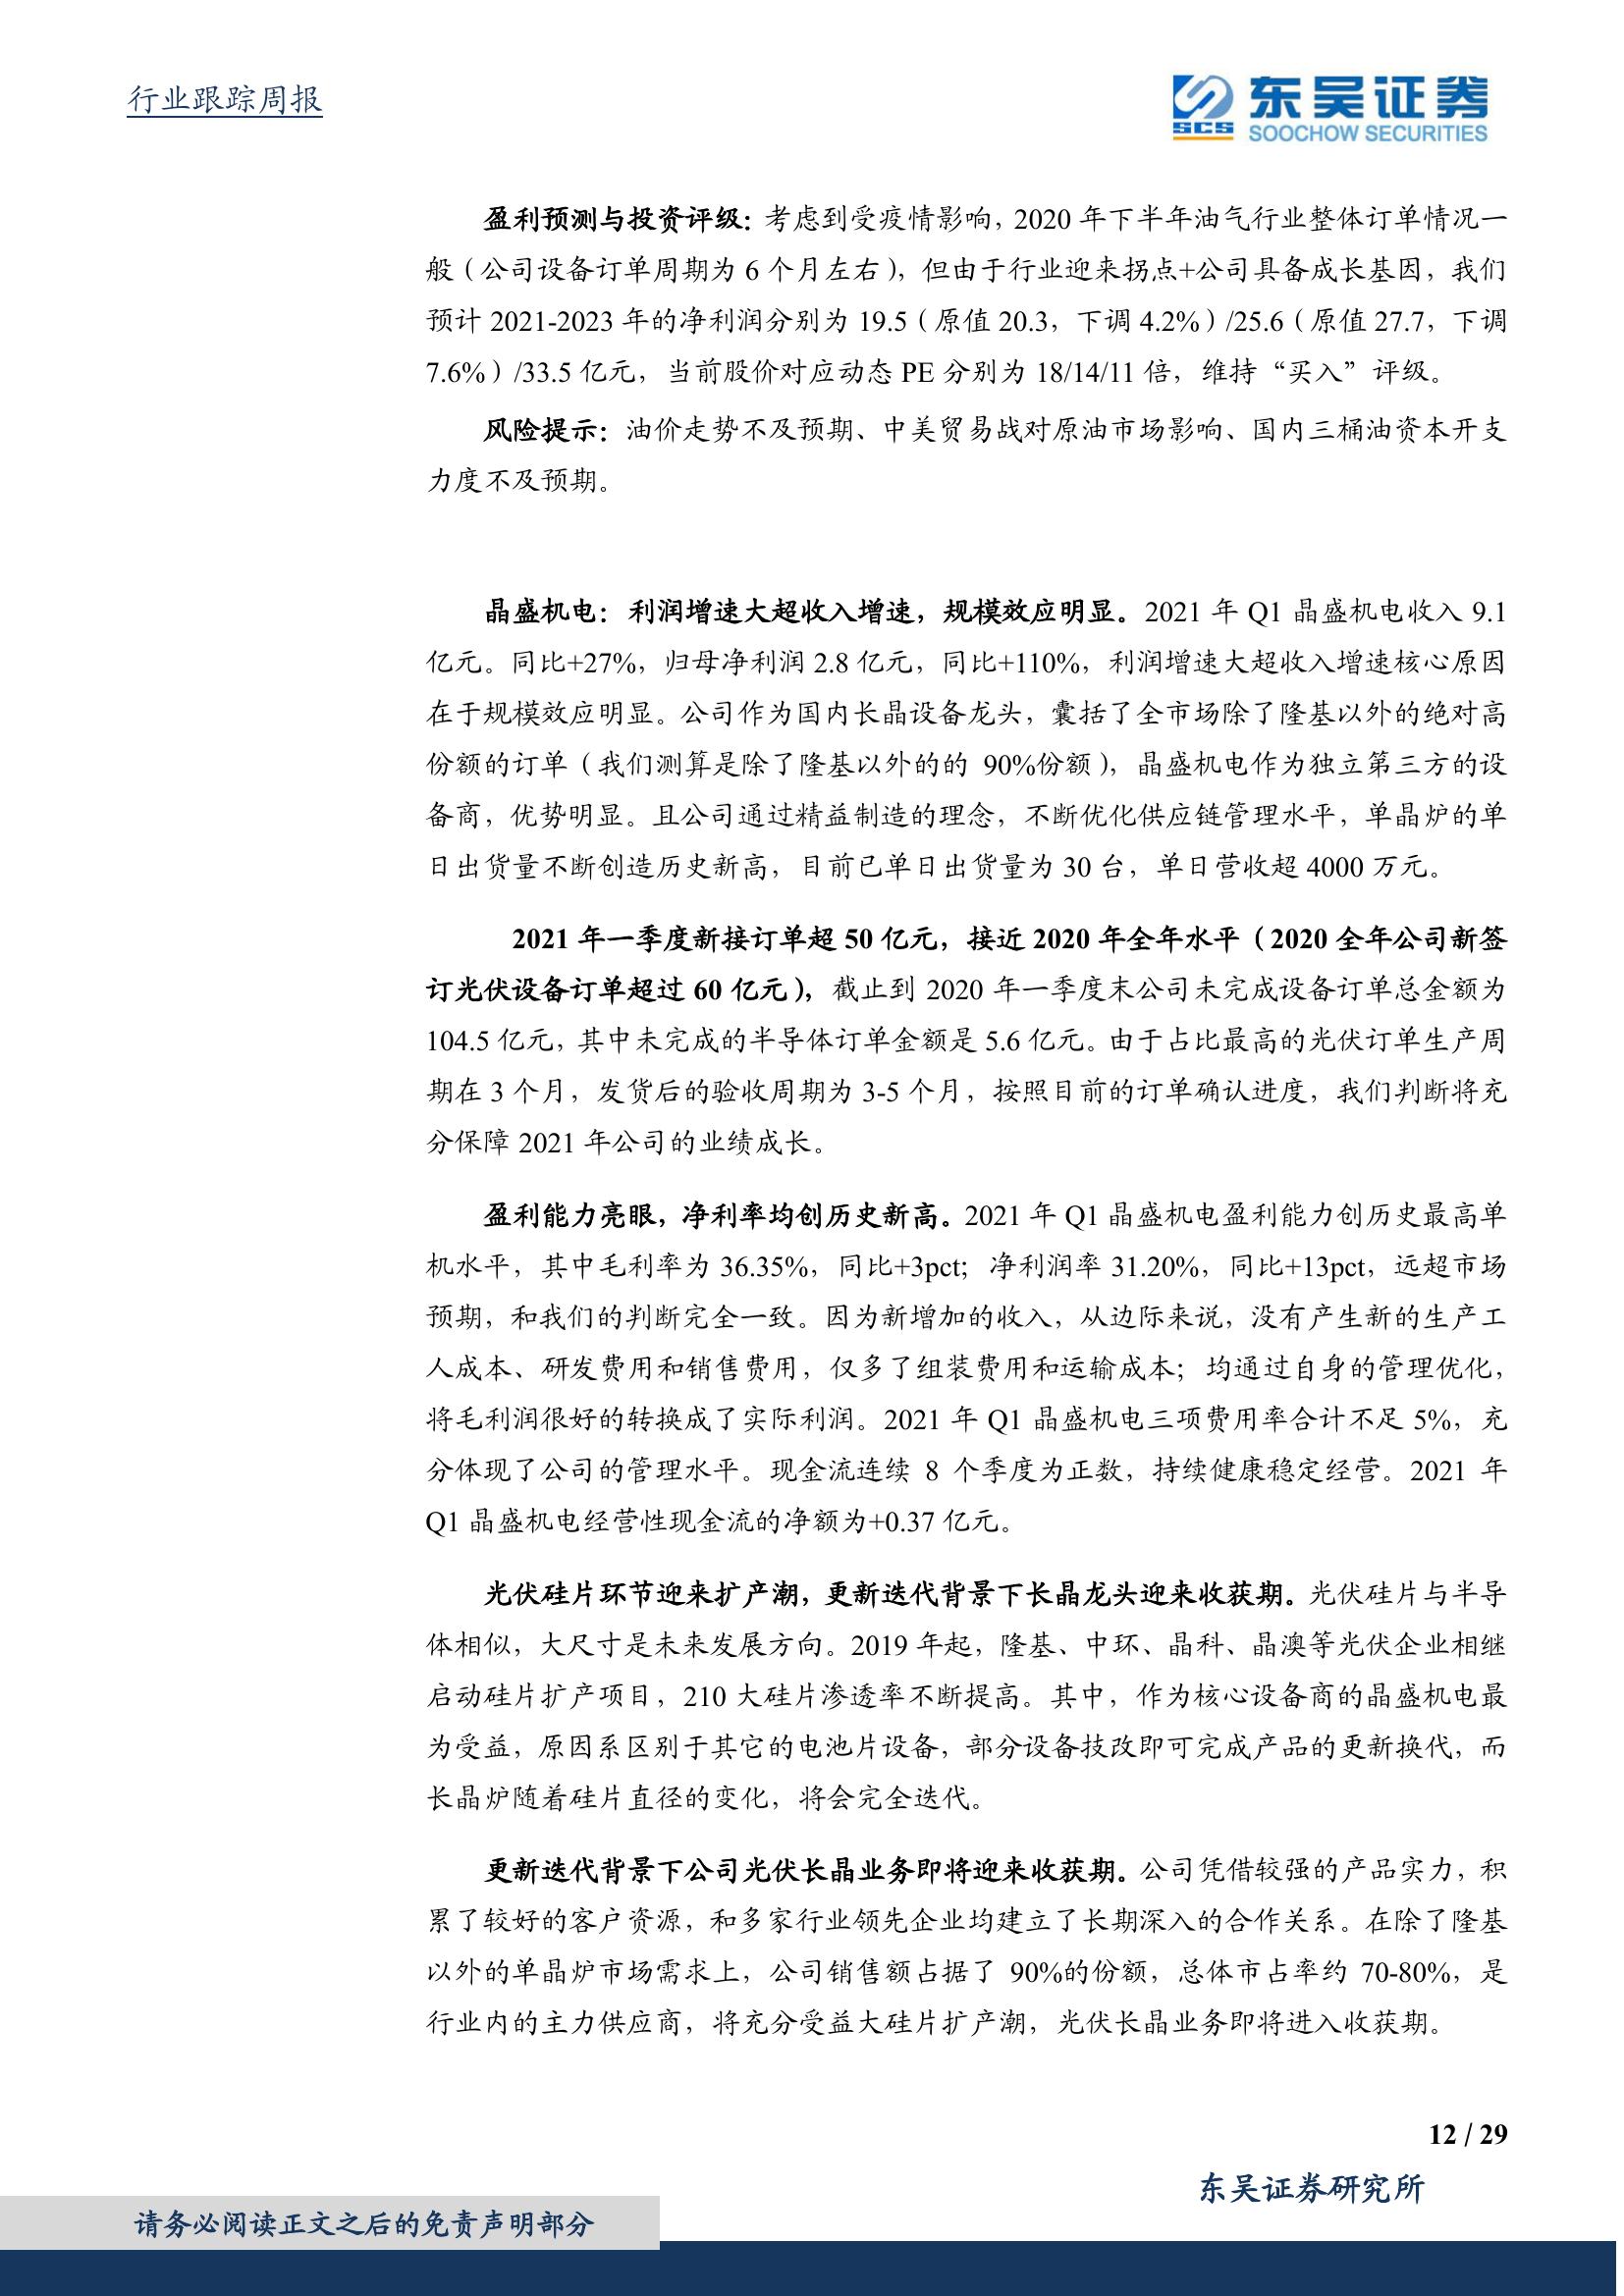 行业跟踪周报
东吴证券
SCS
SOOCHOW SECURITIES
盈利预测与投资评级：考虑到受疫情影响，2020 年下半年油气行业整体订单情况一
般（公司设备订单周期为 6 个月左右），但由于行业迎来拐点+公司具备成长基因，我们
预计 2021-2023 年的净利润分别为 19.5（原值 20.3，下调 4.2%）/25.6（原值 27.7，下调
7.6%）/33.5 亿元，当前股价对应动态 PE 分别为 18/14/11 倍，维持“买入”评级。
风险提示：油价走势不及预期、中美贸易战对原油市场影响、国内三桶油资本开支
力度不及预期。
晶盛机电：利润增速大超收入增速，规模效应明显。2021 年 Q1 晶盛机电收入 9.1
亿元。同比+27%，归母净利润 2.8 亿元，同比+110%，利润增速大超收入增速核心原因
在于规模效应明显。公司作为国内长晶设备龙头，囊括了全市场除了隆基以外的绝对高
份额的订单（我们测算是除了隆基以外的的 90%份额），晶盛机电作为独立第三方的设
备商，优势明显。且公司通过精益制造的理念，不断优化供应链管理水平，单晶炉的单
日出货量不断创造历史新高，目前已单日出货量为 30 台，单日营收超 4000 万元。
2021 年一季度新接订单超 50 亿元，接近 2020 年全年水平（2020 全年公司新签
订光伏设备订单超过 60 亿元），截止到 2020 年一季度末公司未完成设备订单总金额为
104.5 亿元，其中未完成的半导体订单金额是 5.6 亿元。由于占比最高的光伏订单生产周
期在 3 个月，发货后的验收周期为 3-5 个月，按照目前的订单确认进度，我们判断将充
分保障 2021 年公司的业绩成长。
盈利能力亮眼，净利率均创历史新高。2021 年 Q1 晶盛机电盈利能力创历史最高单
机水平，其中毛利率为 36.35%，同比+3pct；净利润率 31.20%，同比+13pct，远超市场
预期，和我们的判断完全一致。因为新增加的收入，从边际来说，没有产生新的生产工
人成本、研发费用和销售费用，仅多了组装费用和运输成本；均通过自身的管理优化，
将毛利润很好的转换成了实际利润。2021 年 Q1 晶盛机电三项费用率合计不足 5%，充
分体现了公司的管理水平。现金流连续 8 个季度为正数，持续健康稳定经营。2021 年
Q1 晶盛机电经营性现金流的净额为+0.37 亿元。
光伏硅片环节迎来扩产潮，更新迭代背景下长晶龙头迎来收获期。光伏硅片与半导
体相似，大尺寸是未来发展方向。2019 年起，隆基、中环、晶科、晶澳等光伏企业相继
启动硅片扩产项目，210 大硅片渗透率不断提高。其中，作为核心设备商的晶盛机电最
为受益，原因系区别于其它的电池片设备，部分设备技改即可完成产品的更新换代，而
长晶炉随着硅片直径的变化，将会完全迭代。
更新迭代背景下公司光伏长晶业务即将迎来收获期。公司凭借较强的产品实力，积
累了较好的客户资源，和多家行业领先企业均建立了长期深入的合作关系。在除了隆基
以外的单晶炉市场需求上，公司销售额占据了 90%的份额，总体市占率约 70-80%，是
行业内的主力供应商，将充分受益大硅片扩产潮，光伏长晶业务即将进入收获期。
12 / 29
东吴证券研究所
请务必阅读正文之后的免责声明部分